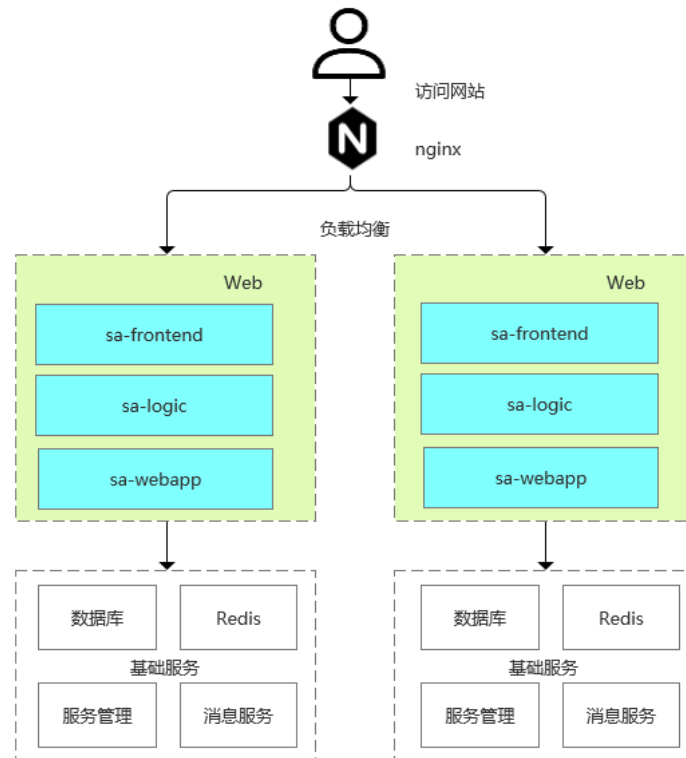 访问网站
N
nginx
负载均衡
Web
sa-frontend
sa-logic
sa-webapp
Web
sa-frontend
sa-logic
sa-webapp
数据库
Redis
基础服务
服务管理
消息服务
数据库
Redis
基础服务
服务管理
消息服务